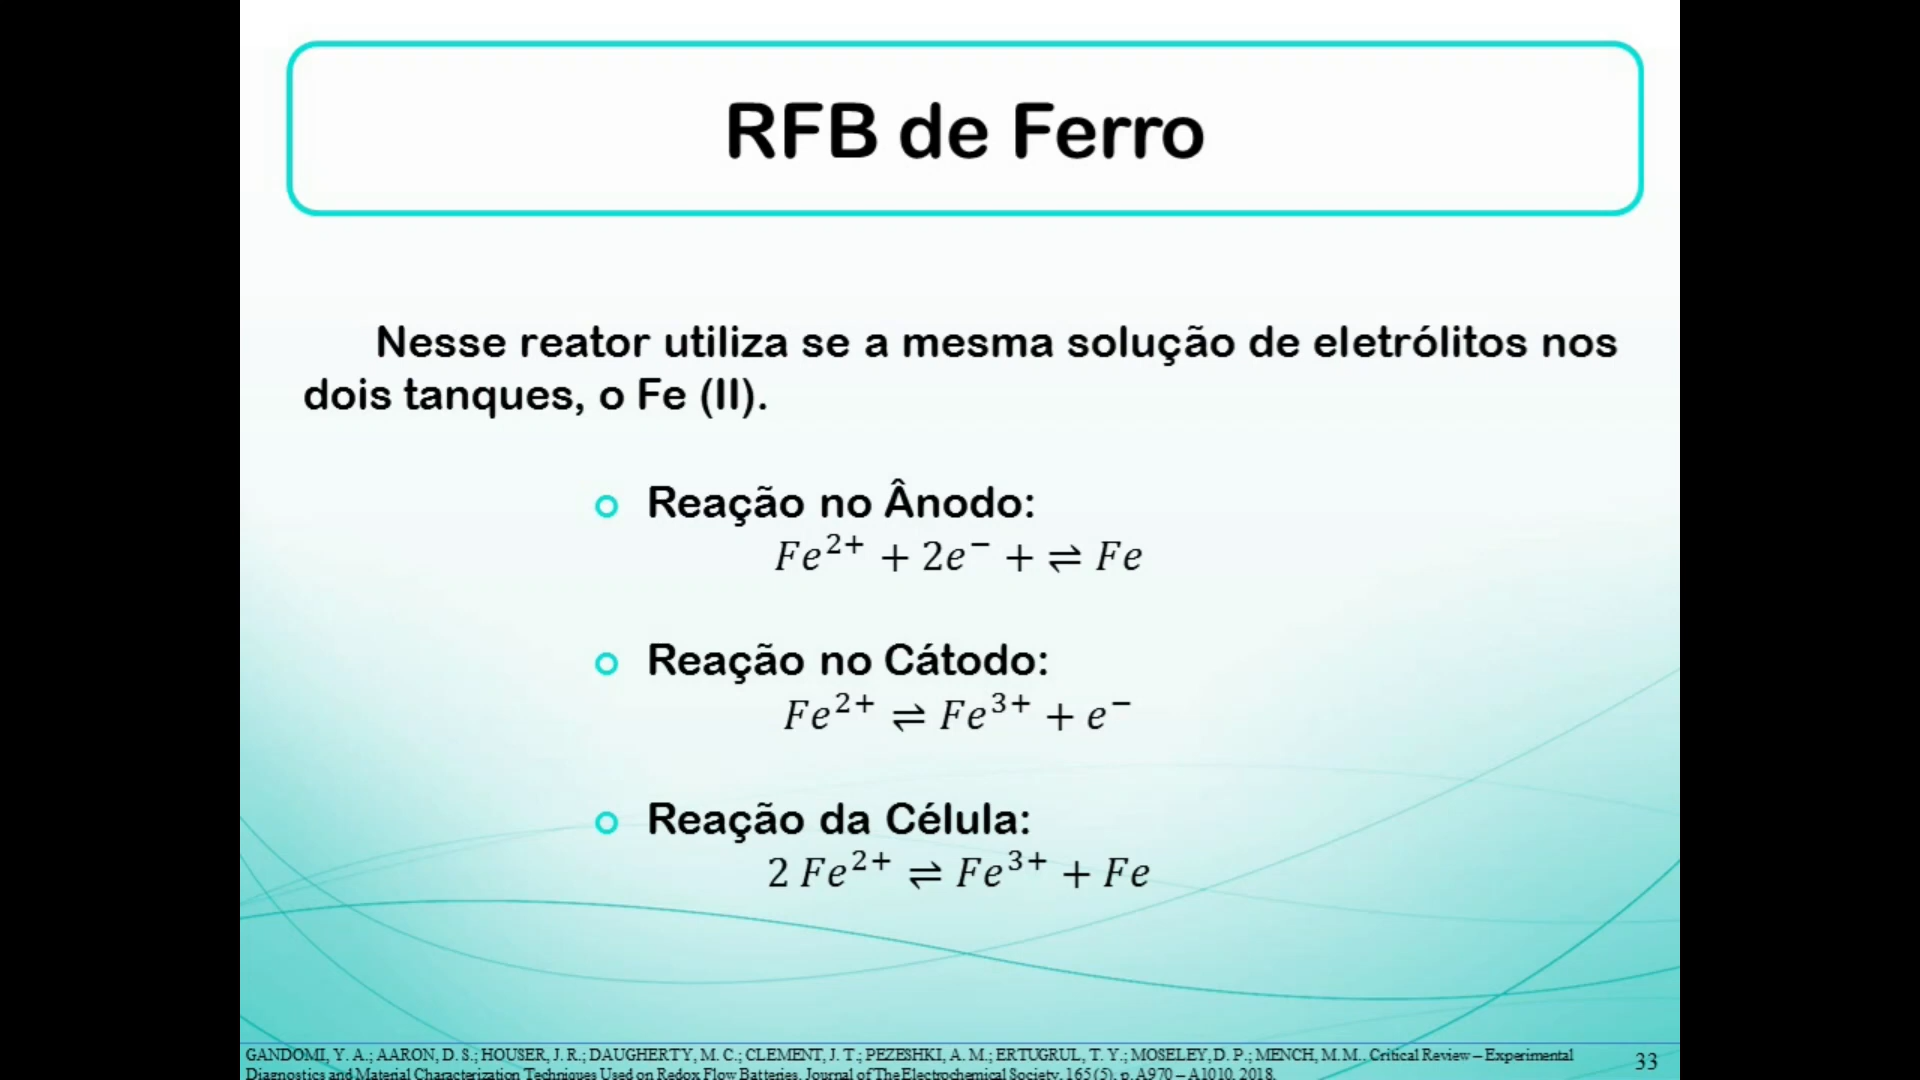 RFB de Ferro
Nesse reator utiliza se a mesma solução de eletrólitos nos
dois tanques, o Fe (II).
Reação no Ânodo:
Fe²⁺ + 2e⁻ + ⇌ Fe
Reação no Cátodo:
Fe²⁺ ⇌ Fe³⁺ + e⁻
Reação da Célula:
2 Fe²⁺ ⇌ Fe³⁺ + Fe
GANDOMI, Y. A.; AARON, D. S.; HOUSER, J. R.; DAUGHERTY, M. C.; CLEMENT, J. T.; PEZESHKI, A. M.; ERTUGRUL, T. Y.; MOSELEY, D. P.; MENCH, M. M.. Critical Review – Experimental
Diagnostics and Material Characterization Techniques Used on Redox Flow Batteries. Journal of The Electrochemical Society, 165 (5), p. A970 – A1010, 2018.
33